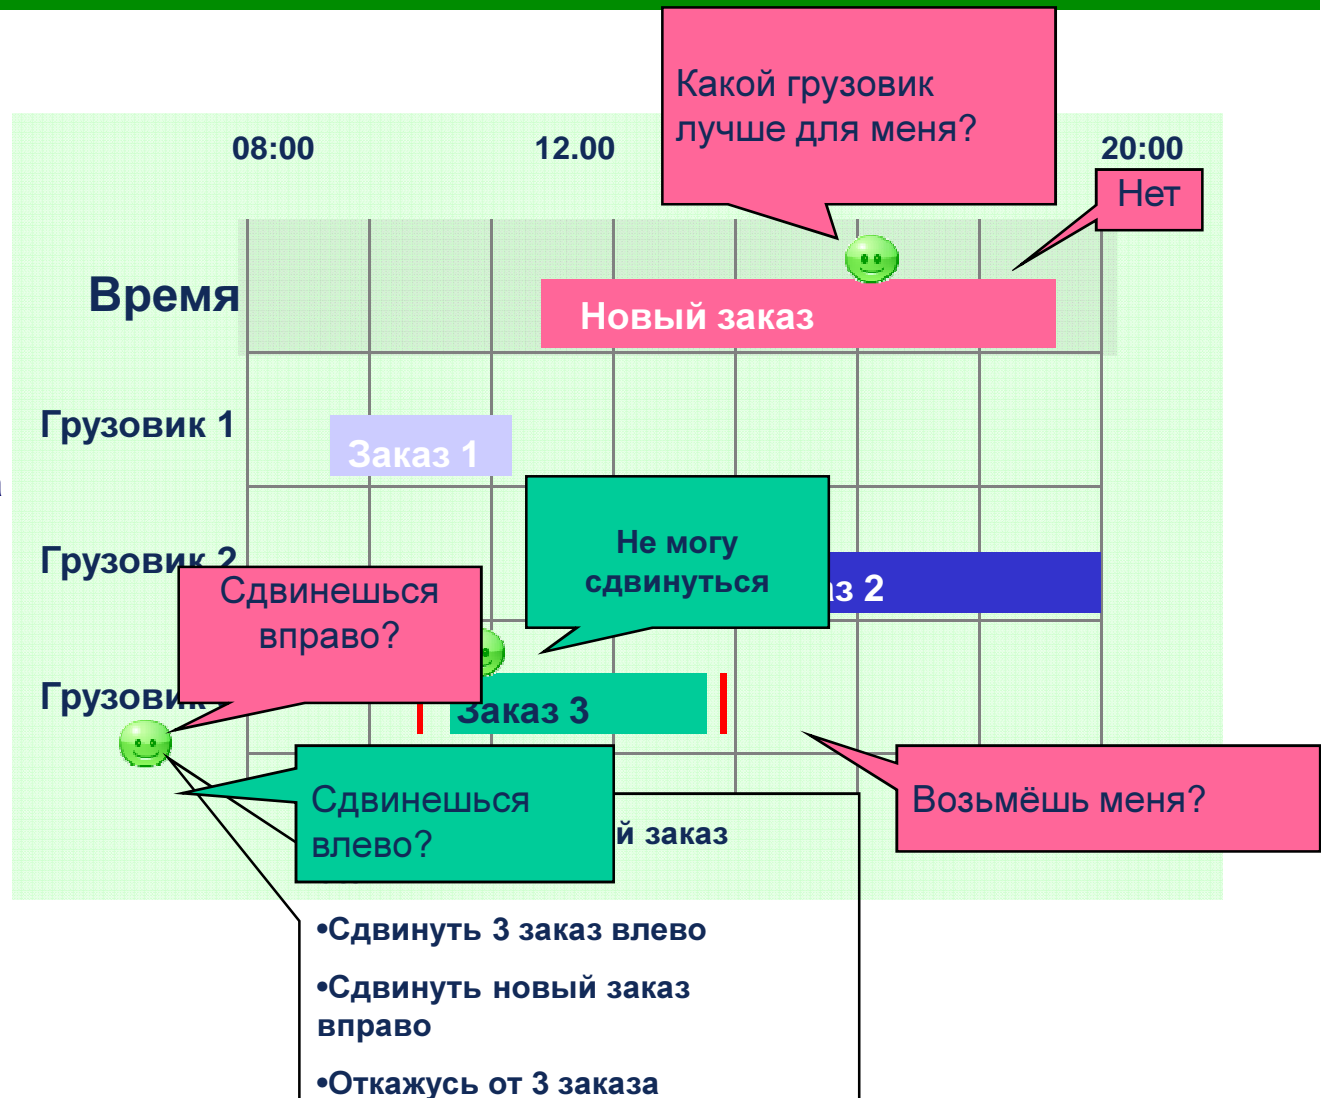 Какой грузовик
лучше для меня?
08:00
12.00
20:00
Нет
Время
Новый заказ
Грузовик 1
Заказ 1
Не могу
сдвинуться
Грузовик 2
Сдвинешься
вправо?
з 2
Грузовик
Заказ 3
Сдвинешься
влево?
Возьмёшь меня?
й заказ
•Сдвинуть 3 заказ влево
•Сдвинуть новый заказ
вправо
•Откажусь от 3 заказа